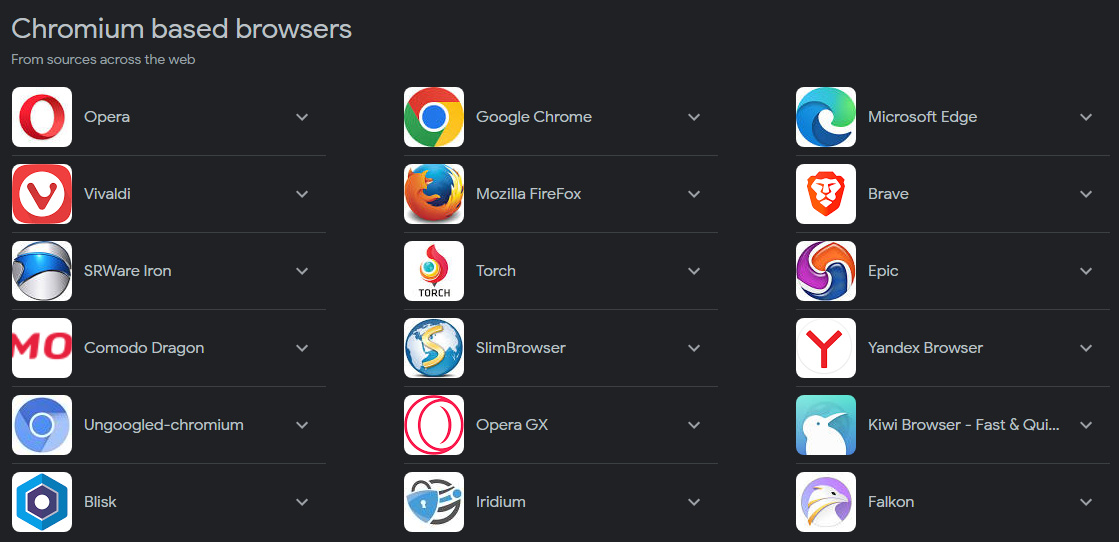 Chromium based browsers
From sources across the web
Opera
Google Chrome
Microsoft Edge
Vivaldi
Mozilla FireFox
Brave
SRWare Iron
TORCH
Torch
Epic
MO
Comodo Dragon
SlimBrowser
Yandex Browser
Ungoogled-chromium
Opera GX
Kiwi Browser - Fast & Qui...
Blisk
Iridium
Falkon